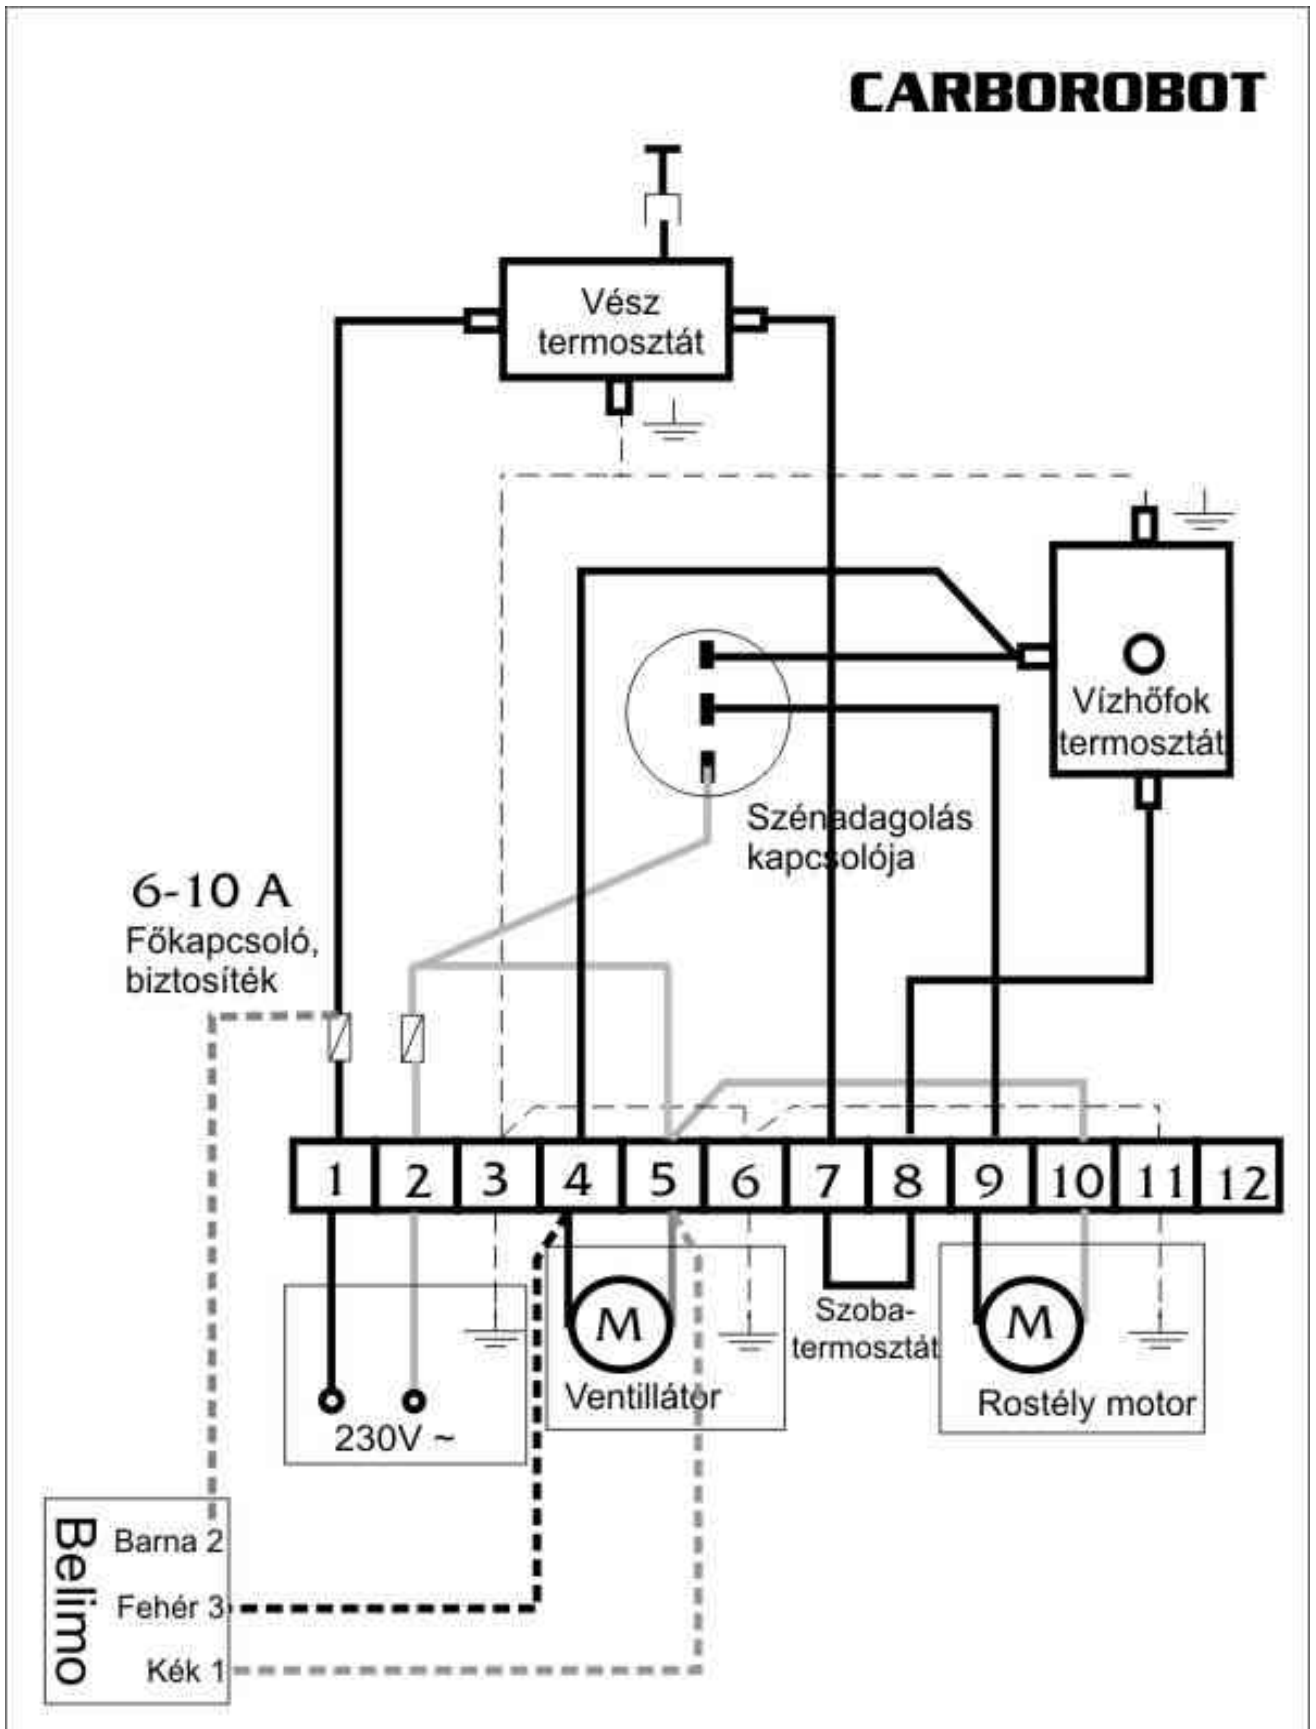 CARBOROBOT
Vész
termosztát
Vízhőfok
termosztát
Szénadagolás
kapcsolója
6-10 A
Főkapcsoló,
biztosíték
1 2 3 4 5 6 7 8 9 10 11 12
M
M
Szoba-
termosztát
Ventillátor
Rostély motor
230V ~
Belimo
Barna 2
Fehér 3
Kék 1